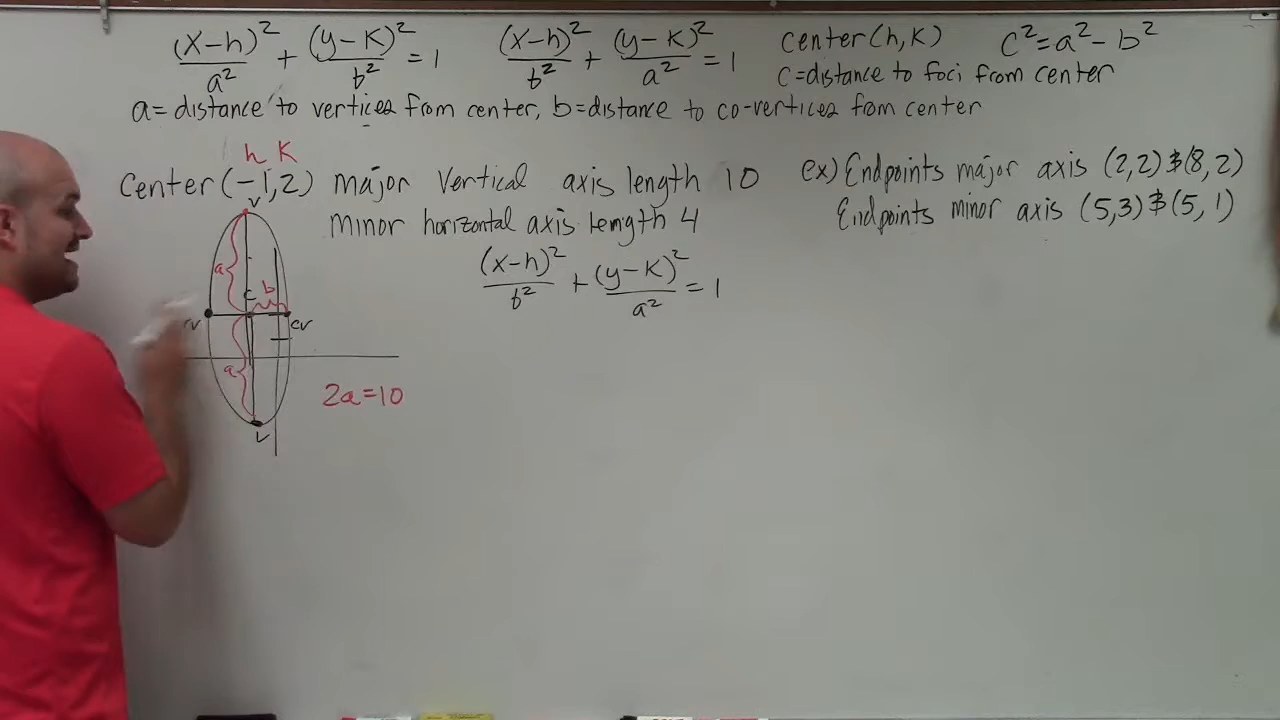 (x-h)²/a² + (y-k)²/b² = 1 (x-h)²/b² + (y-k)²/a² = 1 center (h, k) c² = a² - b²
c = distance to foci from center
a = distance to vertices from center, b = distance to co-vertices from center
h k
center (-1, 2) major vertical axis length 10
minor horizontal axis length 4
(x-h)²/b² + (y-k)²/a² = 1
ex) Endpoints major axis (2, 2) & (8, 2)
Endpoints minor axis (5, 3) & (5, 1)
v
a
c b
cv
a
v
2a = 10